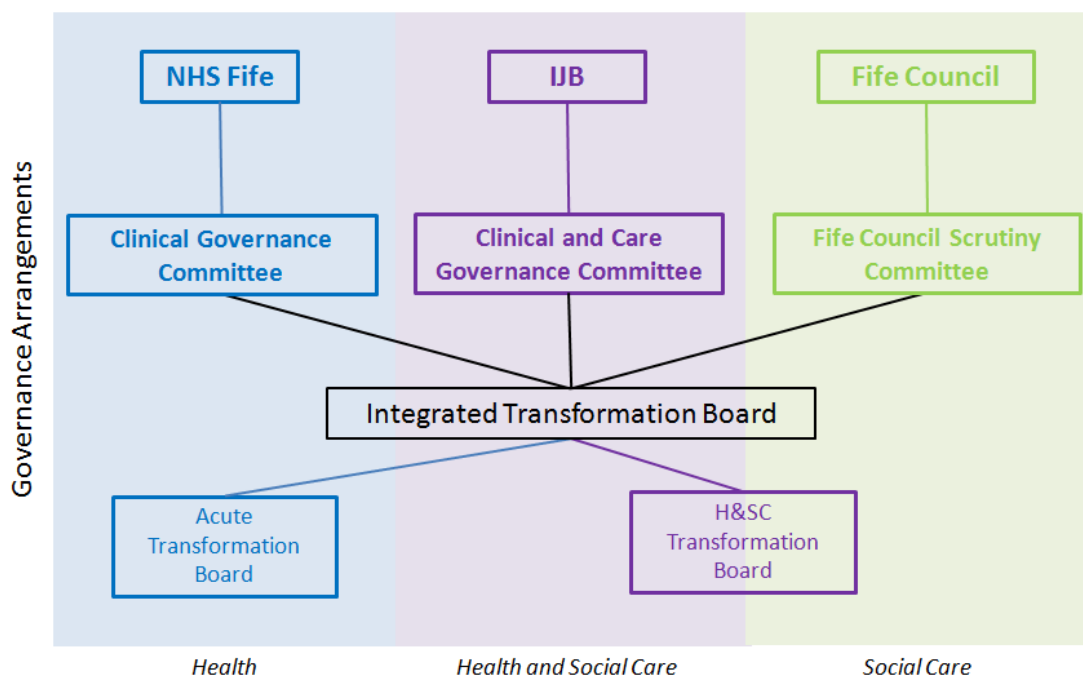 Governance Arrangements
NHS Fife
IJB
Fife Council
Clinical Governance
Committee
Clinical and Care
Governance Committee
Fife Council Scrutiny
Committee
Integrated Transformation Board
Acute
Transformation
Board
H&SC
Transformation
Board
Health
Health and Social Care
Social Care